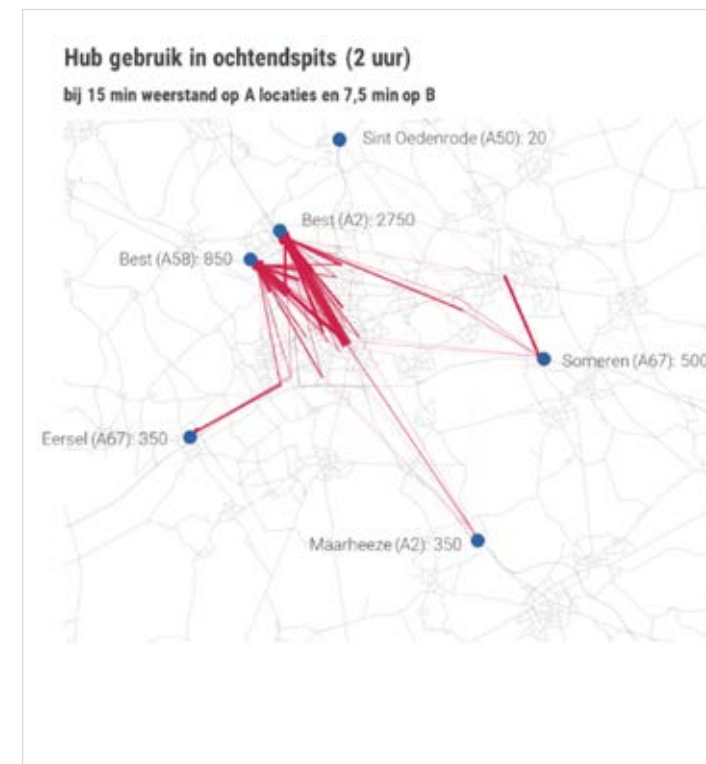 Hub gebruik in ochtendspits (2 uur)
bij 15 min weerstand op A locaties en 7,5 min op B
Sint Oedenrode (A50): 20
Best (A2): 2750
Best (A58): 850
Someren (A67): 500
Eersel (A67): 350
Maarheeze (A2): 350